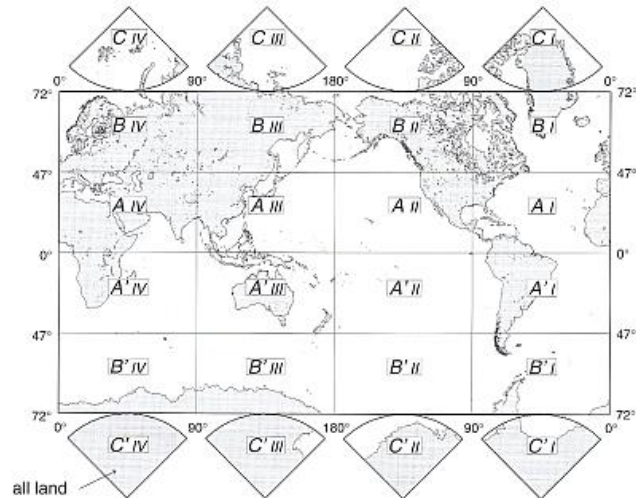 C IV C III C II C I
0° 90° 180° 90° 0°
72° 72°
B IV B III B II B I
47° 47°
A IV A III A II A I
0° 0°
A' IV A' III A' II A' I
47° 47°
B' IV B' III B' II B' I
72° 72°
0° 90° 180° 90° 0°
C' IV C' III C' II C' I
all land